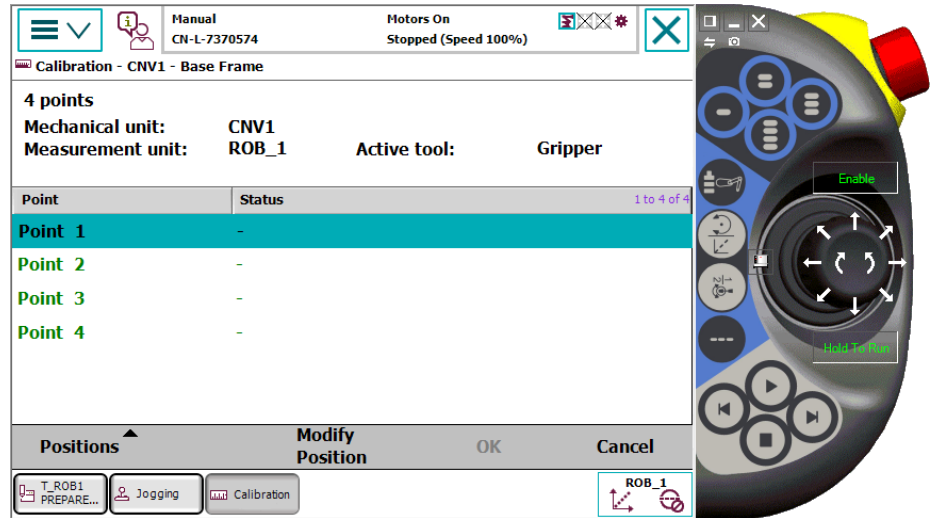 Manual
CN-L-7370574
Motors On
Stopped (Speed 100%)
Calibration - CNV1 - Base Frame
4 points
Mechanical unit: CNV1
Measurement unit: ROB_1 Active tool: Gripper
Point Status 1 to 4 of 4
Point 1 -
Point 2 -
Point 3 -
Point 4 -
Positions Modify Position OK Cancel
T_ROB1
PREPARE...
Jogging
Calibration
ROB_1
Enable
Hold To Run